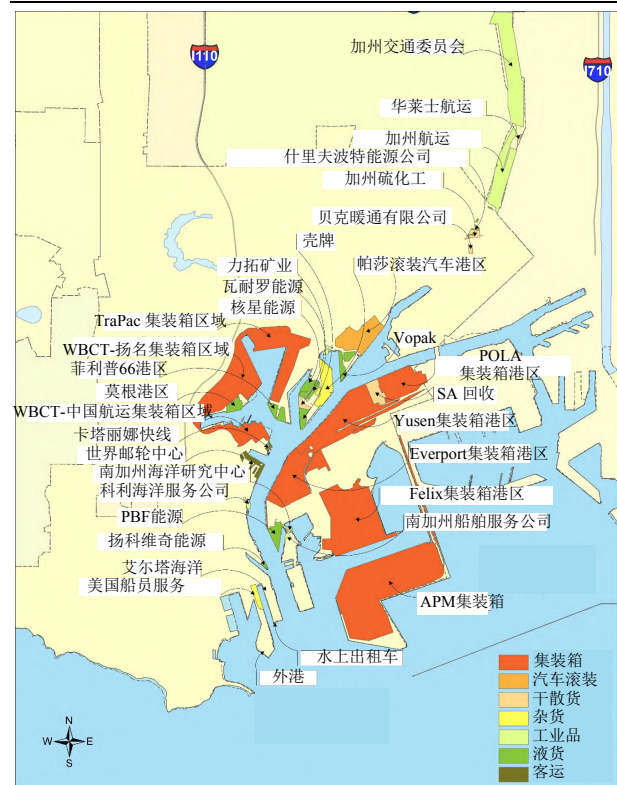 加州交通委员会
I110
I710
华莱士航运
加州航运
什里夫波特能源公司
加州硫化工
贝克暖通有限公司
壳牌
力拓矿业
帕莎滚装汽车港区
瓦耐罗能源
核星能源
TraPac 集装箱区域
Vopak
WBCT-扬名集装箱区域
POLA
集装箱港区
菲利普66港区
莫根港区
SA 回收
WBCT-中国航运集装箱区域
Yusen集装箱港区
卡塔丽娜快线
世界邮轮中心
Everport集装箱港区
南加州海洋研究中心
科利海洋服务公司
Felix集装箱港区
PBF能源
南加州船舶服务公司
扬科维奇能源
艾尔塔海洋
美国船员服务
APM集装箱
水上出租车
外港
集装箱
汽车滚装
干散货
杂货
工业品
液货
客运
N
W
E
S